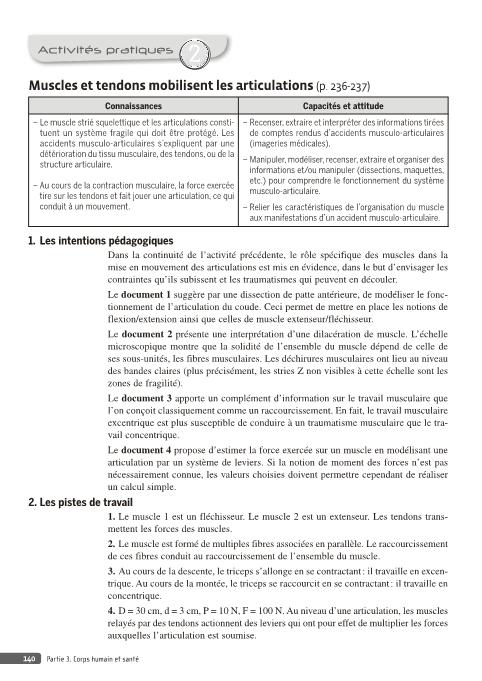 Activités pratiques 2
Muscles et tendons mobilisent les articulations (p. 236-237)
Connaissances
– Le muscle strié squelettique et les articulations consti-
tuent un système fragile qui doit être protégé. Les
accidents musculo-articulaires s'expliquent par une
détérioration du tissu musculaire, des tendons, ou de la
structure articulaire.
– Au cours de la contraction musculaire, la force exercée
tire sur les tendons et fait jouer une articulation, ce qui
conduit à un mouvement.
Capacités et attitude
– Recenser, extraire et interpréter des informations tirées
de comptes rendus d'accidents musculo-articulaires
(imageries médicales).
– Manipuler, modéliser, recenser, extraire et organiser des
informations et/ou manipuler (dissections, maquettes,
etc.) pour comprendre le fonctionnement du système
musculo-articulaire.
– Relier les caractéristiques de l'organisation du muscle
aux manifestations d'un accident musculo-articulaire.
1. Les intentions pédagogiques
Dans la continuité de l'activité précédente, le rôle spécifique des muscles dans la
mise en mouvement des articulations est mis en évidence, dans le but d'envisager les
contraintes qu'ils subissent et les traumatismes qui peuvent en découler.
Le document 1 suggère par une dissection de patte antérieure, de modéliser le fonc-
tionnement de l'articulation du coude. Ceci permet de mettre en place les notions de
flexion/extension ainsi que celles de muscle extenseur/fléchisseur.
Le document 2 présente une interprétation d'une dilacération de muscle. L'échelle
microscopique montre que la solidité de l'ensemble du muscle dépend de celle de
ses sous-unités, les fibres musculaires. Les déchirures musculaires ont lieu au niveau
des bandes claires (plus précisément, les stries Z non visibles à cette échelle sont les
zones de fragilité).
Le document 3 apporte un complément d'information sur le travail musculaire que
l'on conçoit classiquement comme un raccourcissement. En fait, le travail musculaire
excentrique est plus susceptible de conduire à un traumatisme musculaire que le tra-
vail concentrique.
Le document 4 propose d'estimer la force exercée sur un muscle en modélisant une
articulation par un système de leviers. Si la notion de moment des forces n'est pas
nécessairement connue, les valeurs choisies doivent permettre cependant de réaliser
un calcul simple.
2. Les pistes de travail
1. Le muscle 1 est un fléchisseur. Le muscle 2 est un extenseur. Les tendons trans-
mettent les forces des muscles.
2. Le muscle est formé de multiples fibres associées en parallèle. Le raccourcissement
de ces fibres conduit au raccourcissement de l'ensemble du muscle.
3. Au cours de la descente, le triceps s'allonge en se contractant : il travaille en excen-
trique. Au cours de la montée, le triceps se raccourcit en se contractant : il travaille en
concentrique.
4. D = 30 cm, d = 3 cm, P = 10 N, F = 100 N. Au niveau d'une articulation, les muscles
relayés par des tendons actionnent des leviers qui ont pour effet de multiplier les forces
auxquelles l'articulation est soumise.
140 Partie 3. Corps humain et santé